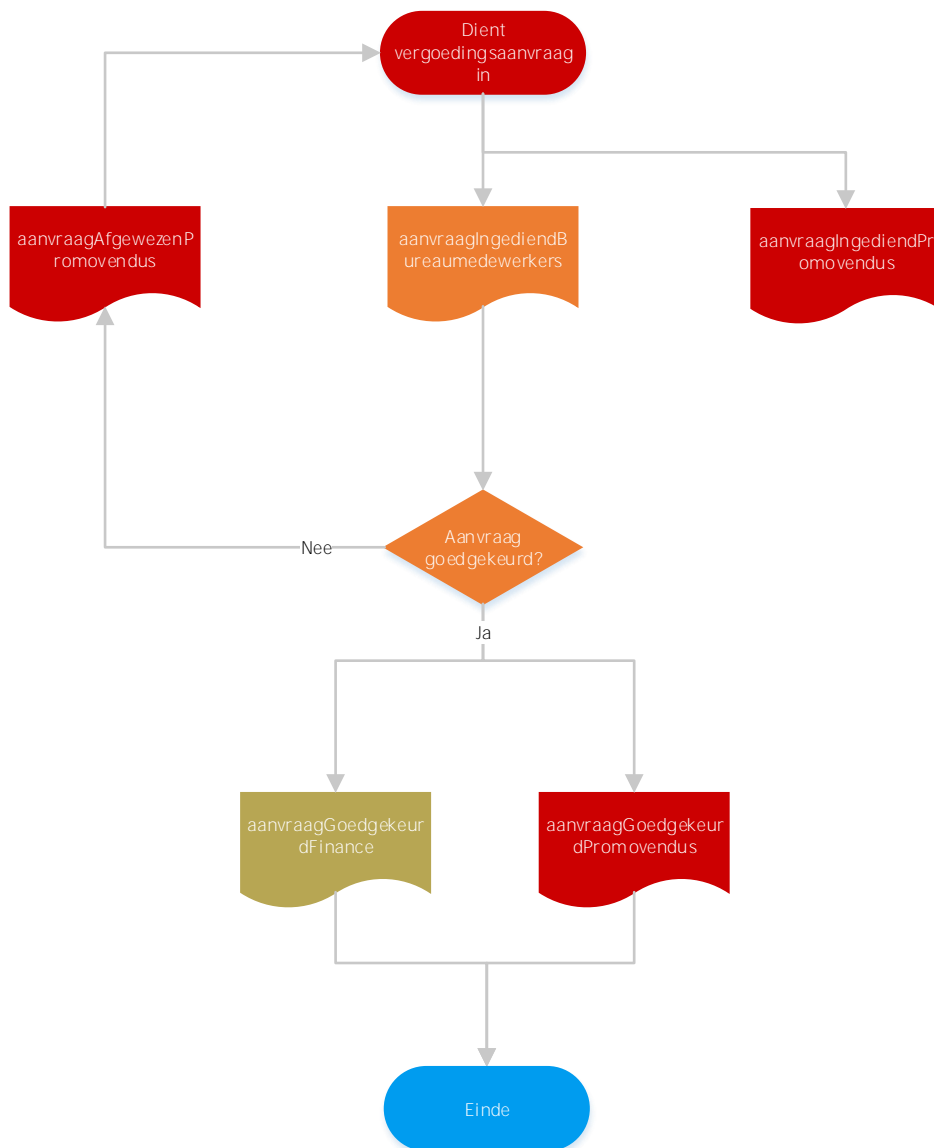 Dient
vergoedingsaanvraag
in
aanvraagAfgewezenP
romovendus
aanvraagIngediendB
ureaumedewerkers
aanvraagIngediendPr
omovendus
Aanvraag
goedgekeurd?
Nee
Ja
aanvraagGoedgekeur
dFinance
aanvraagGoedgekeur
dPromovendus
Einde